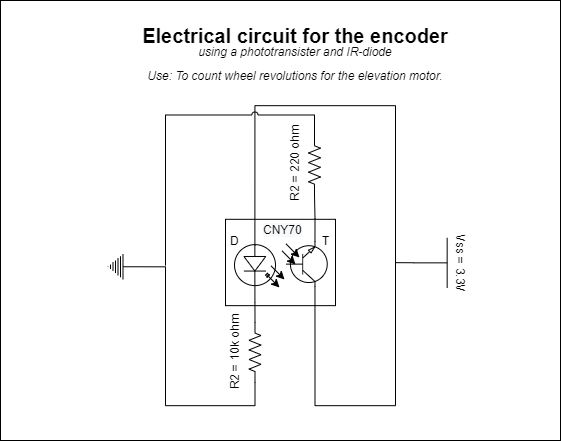 Electrical circuit for the encoder
using a phototransister and IR-diode
Use: To count wheel revolutions for the elevation motor.
R2 = 220 ohm
CNY70
D
T
Vss = 3.3V
R2 = 10k ohm